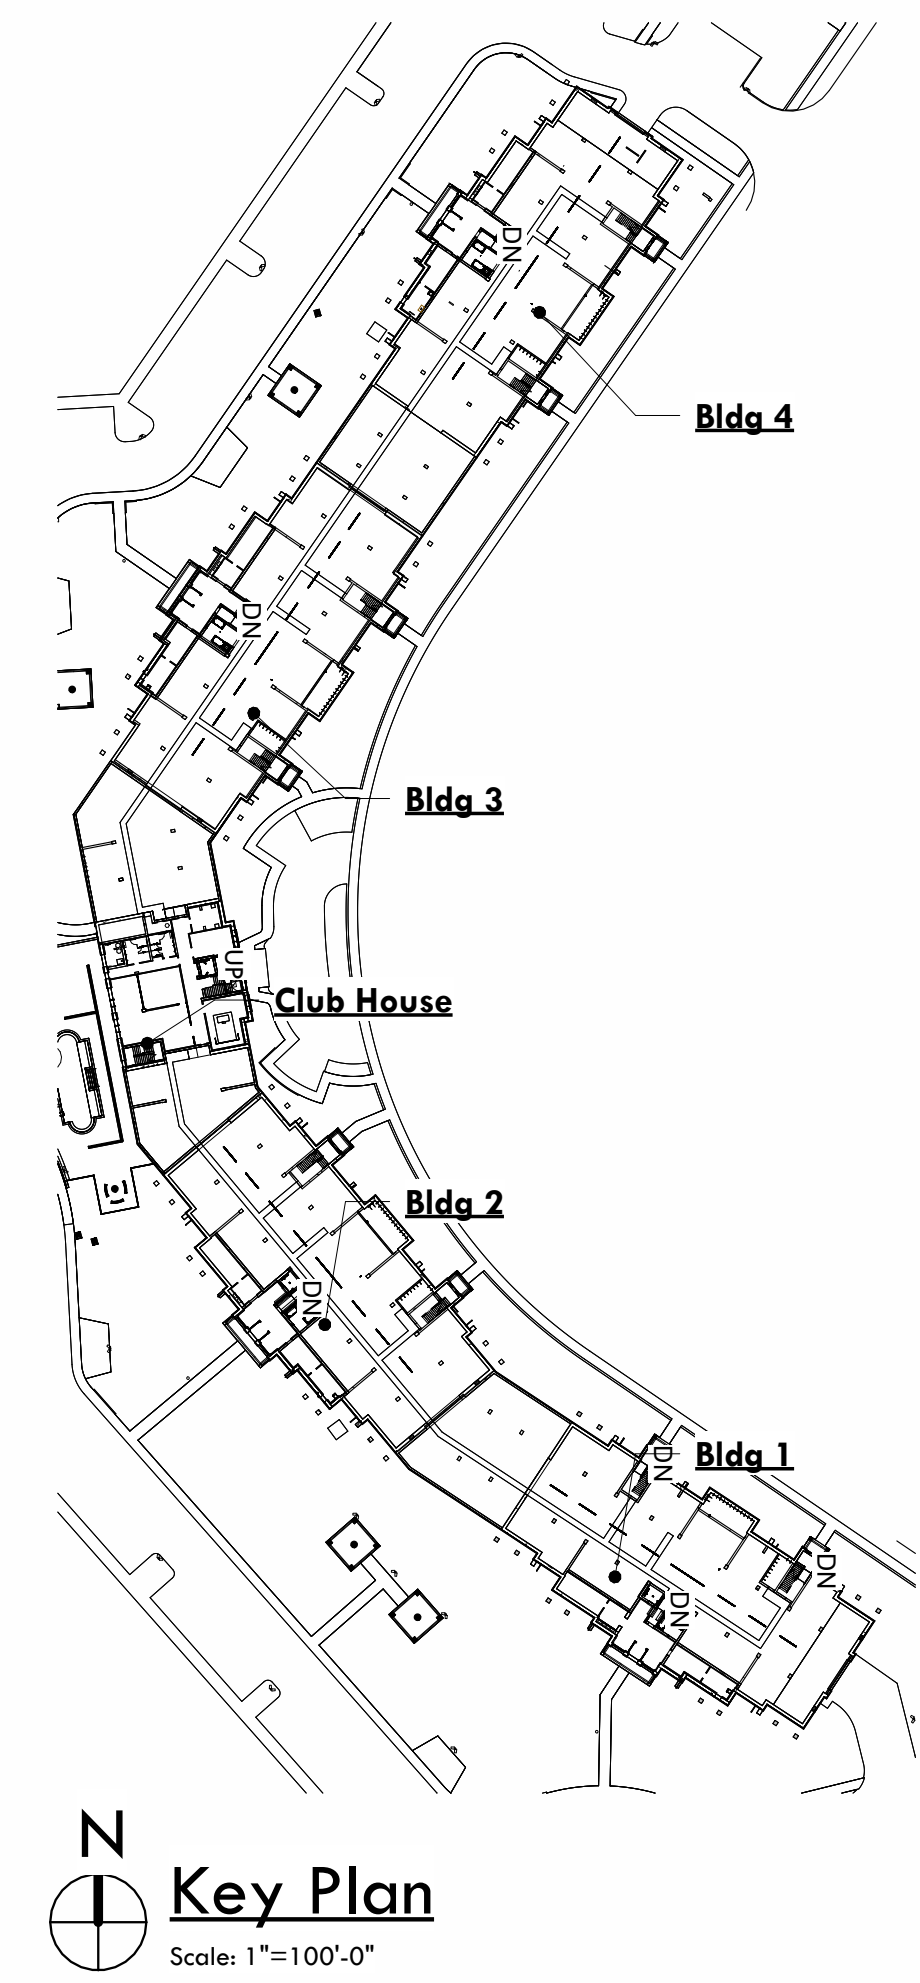 DN
Bldg 4
DN
Bldg 3
UP
Club House
Bldg 2
DN
Bldg 1
DN
DN
DN
N
Key Plan
Scale: 1"=100'-0"